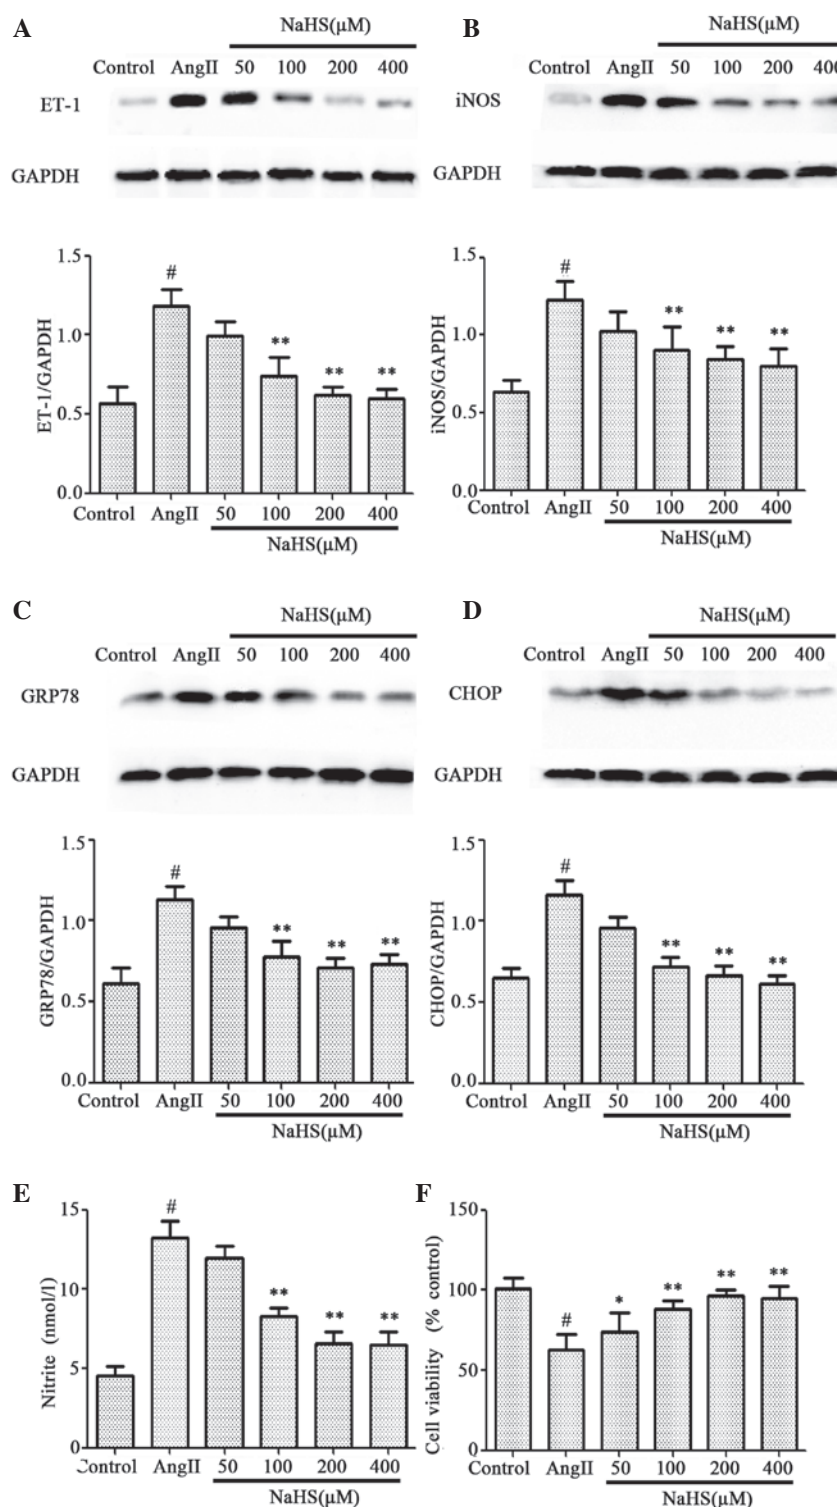 A
NaHS(µM)
Control AngII 50 100 200 400
ET-1
GAPDH
1.5
#
1.0
**
** **
0.5
0.0
ET-1/GAPDH
Control AngII 50 100 200 400
NaHS(µM)
B
NaHS(µM)
Control AngII 50 100 200 400
iNOS
GAPDH
1.5
#
** ** **
1.0
0.5
0.0
iNOS/GAPDH
Control AngII 50 100 200 400
NaHS(µM)
C
NaHS(µM)
Control AngII 50 100 200 400
GRP78
GAPDH
1.5
#
1.0
** ** **
0.5
0.0
GRP78/GAPDH
Control AngII 50 100 200 400
NaHS(µM)
D
NaHS(µM)
Control AngII 50 100 200 400
CHOP
GAPDH
1.5
#
1.0
** ** **
0.5
0.0
CHOP/GAPDH
Control AngII 50 100 200 400
NaHS(µM)
E
15
#
10
** ** **
5
0
Nitrite (nmol/l)
Control AngII 50 100 200 400
NaHS(µM)
F
150
100
# * ** ** **
50
0
Cell viability (% control)
Control AngII 50 100 200 400
NaHS(µM)